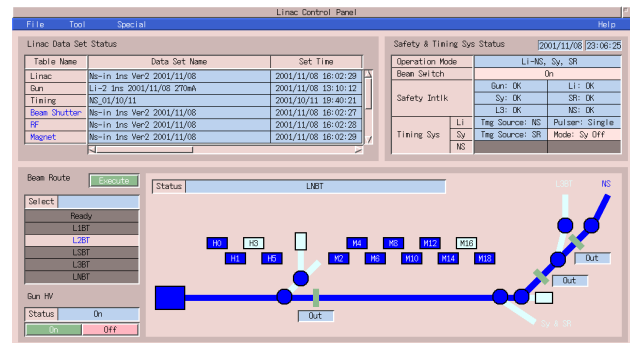 Linac Control Panel
File Tool Special Help
Linac Data Set Status
Table Name Data Set Name Set Time
Linac Ns-in 1ns Ver2 2001/11/08 2001/11/08 16:02:29
Gun Li-2 1ns 2001/11/08 270mA 2001/11/08 13:10:12
Timing NS_01/10/11 2001/10/11 19:40:21
Beam Shutter Ns-in 1ns Ver2 2001/11/08 2001/11/08 16:02:27
RF Ns-in 1ns Ver2 2001/11/08 2001/11/08 16:02:28
Magnet Ns-in 1ns Ver2 2001/11/08 2001/11/08 16:02:29
Safety & Timing Sys Status 2001/11/08 23:06:25
Operation Mode Li-NS, Sy, SR
Beam Switch On
Safety Intlk
Gun: OK Li: OK
Sy: OK SR: OK
L3: OK NS: OK
Timing Sys
Li Tmg Source: NS Pulser: Single
Sy Tmg Source: SR Mode: Sy Off
NS
Beam Route Execute
Select
Ready
L1BT
L2BT
LSBT
L3BT
LNBT
Gun HV
Status On
On Off
Status LNBT
L3BT NS
H0 H3 M4 M8 M12 M16
H1 H5 M2 M6 M10 M14 M18
Out
Out
Out
Sy & SR